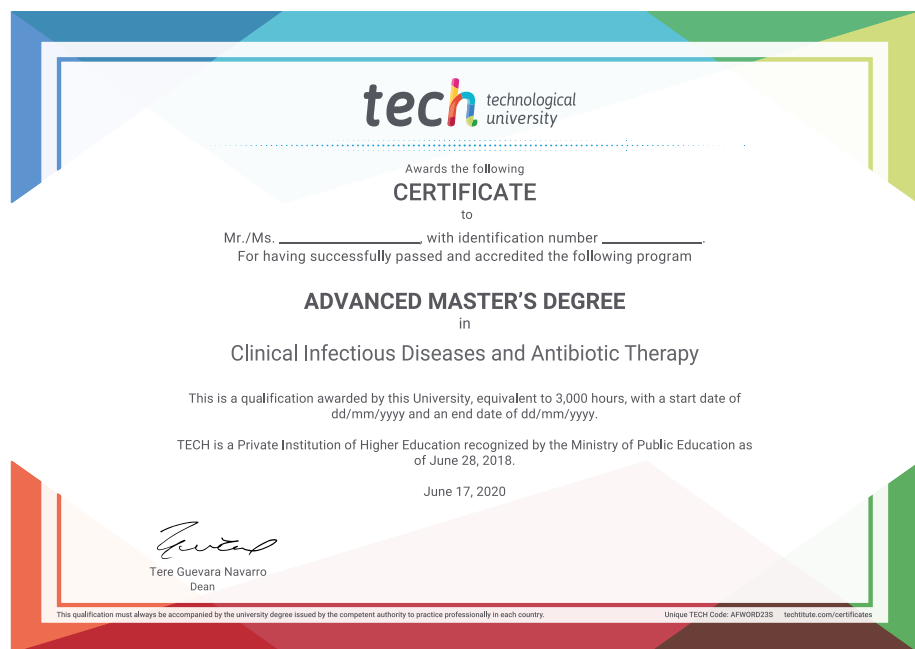 tech technological
university
Awards the following
CERTIFICATE
to
Mr./Ms. ____________________, with identification number ______________.
For having successfully passed and accredited the following program
ADVANCED MASTER'S DEGREE
in
Clinical Infectious Diseases and Antibiotic Therapy
This is a qualification awarded by this University, equivalent to 3,000 hours, with a start date of
dd/mm/yyyy and an end date of dd/mm/yyyy.
TECH is a Private Institution of Higher Education recognized by the Ministry of Public Education as
of June 28, 2018.
June 17, 2020
Tere Guevara Navarro
Dean
This qualification must always be accompanied by the university degree issued by the competent authority to practice professionally in each country.
Unique TECH Code: AFWORD23S techtitute.com/certificates